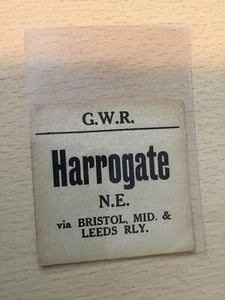 G.W.R.
Harrogate
N.E.
via BRISTOL, MID. &
LEEDS RLY.